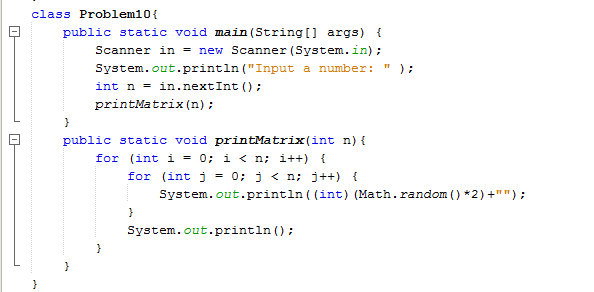 class Problem10{
public static void main(String[] args) {
Scanner in = new Scanner(System.in);
System.out.println("Input a number: " );
int n = in.nextInt();
printMatrix(n);
}
public static void printMatrix(int n){
for (int i = 0; i < n; i++) {
for (int j = 0; j < n; j++) {
System.out.println((int)(Math.random()*2)+"");
}
System.out.println();
}
}
}